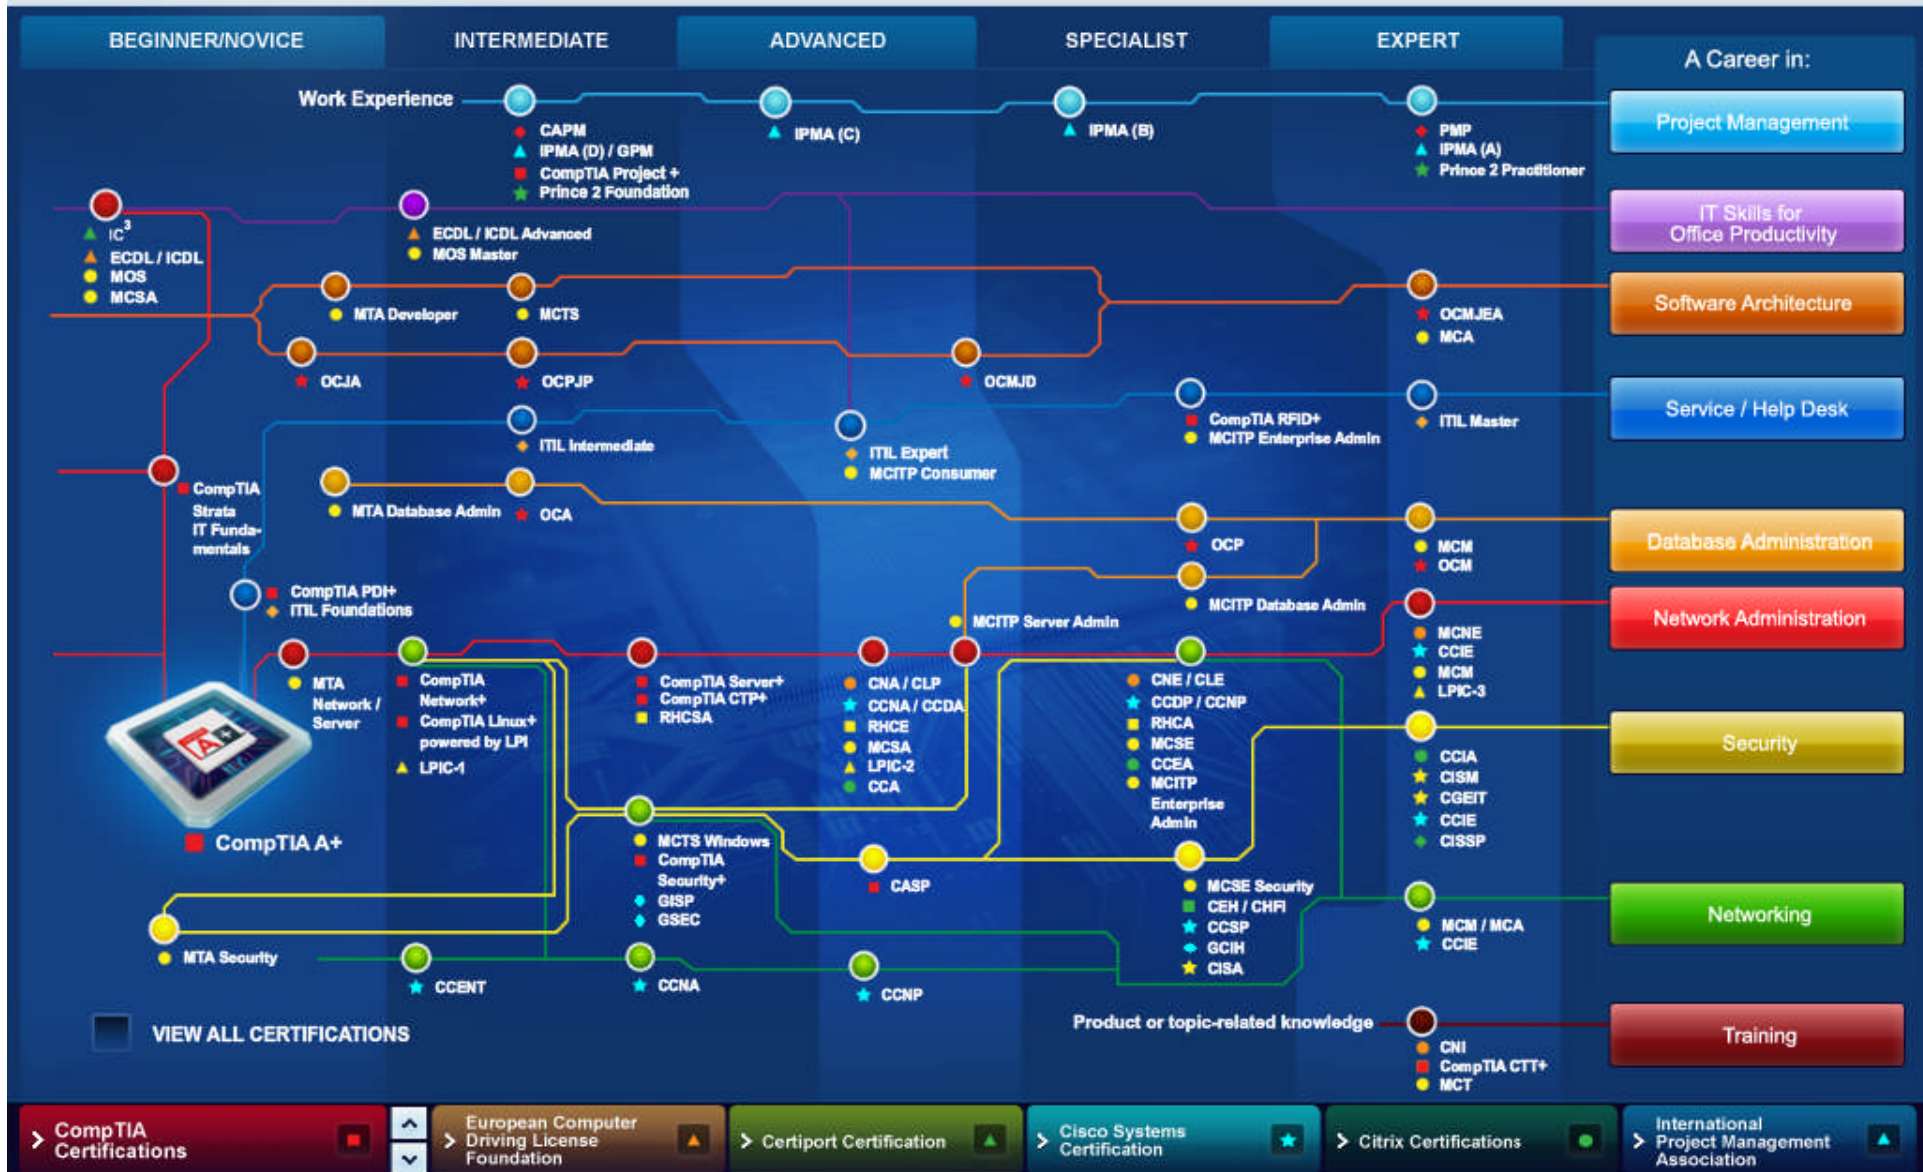 BEGINNER/NOVICE
INTERMEDIATE
ADVANCED
SPECIALIST
EXPERT
A Career in:
Work Experience
CAPM
IPMA (D) / GPM
CompTIA Project +
Prince 2 Foundation
IPMA (C)
IPMA (B)
PMP
IPMA (A)
Prince 2 Practitioner
Project Management
IC3
ECDL / ICDL
MOS
MCSA
ECDL / ICDL Advanced
MOS Master
IT Skills for
Office Productivity
MTA Developer
MCTS
OCJA
OCPJP
OCMJD
OCMJEA
MCA
Software Architecture
CompTIA
Strata
IT Funda-
mentals
ITIL Intermediate
ITIL Expert
MCITP Consumer
CompTIA RFID+
MCITP Enterprise Admin
ITIL Master
Service / Help Desk
MTA Database Admin
OCA
OCP
MCITP Database Admin
MCM
OCM
Database Administration
CompTIA PDI+
ITIL Foundations
MCITP Server Admin
MTA
Network /
Server
CompTIA
Network+
CompTIA Linux+
powered by LPI
LPIC-1
CompTIA Server+
CompTIA CTP+
RHCSA
CNA / CLP
CCNA / CCDA
RHCE
MCSA
LPIC-2
CCA
CNE / CLE
CCDP / CCNP
RHCA
MCSE
CCEA
MCITP
Enterprise
Admin
MCNE
CCIE
MCM
LPIC-3
Network Administration
A+
CompTIA A+
MCTS Windows
CompTIA
Security+
GISP
GSEC
CASP
MCSE Security
CEH / CHFI
CCSP
GCIH
CISA
CCIA
CISM
CGEIT
CCIE
CISSP
Security
MTA Security
CCENT
CCNA
CCNP
MCM / MCA
CCIE
Networking
VIEW ALL CERTIFICATIONS
Product or topic-related knowledge
CNI
CompTIA CTT+
MCT
Training
CompTIA
Certifications
European Computer
Driving License
Foundation
Certiport Certification
Cisco Systems
Certification
Citrix Certifications
International
Project Management
Association